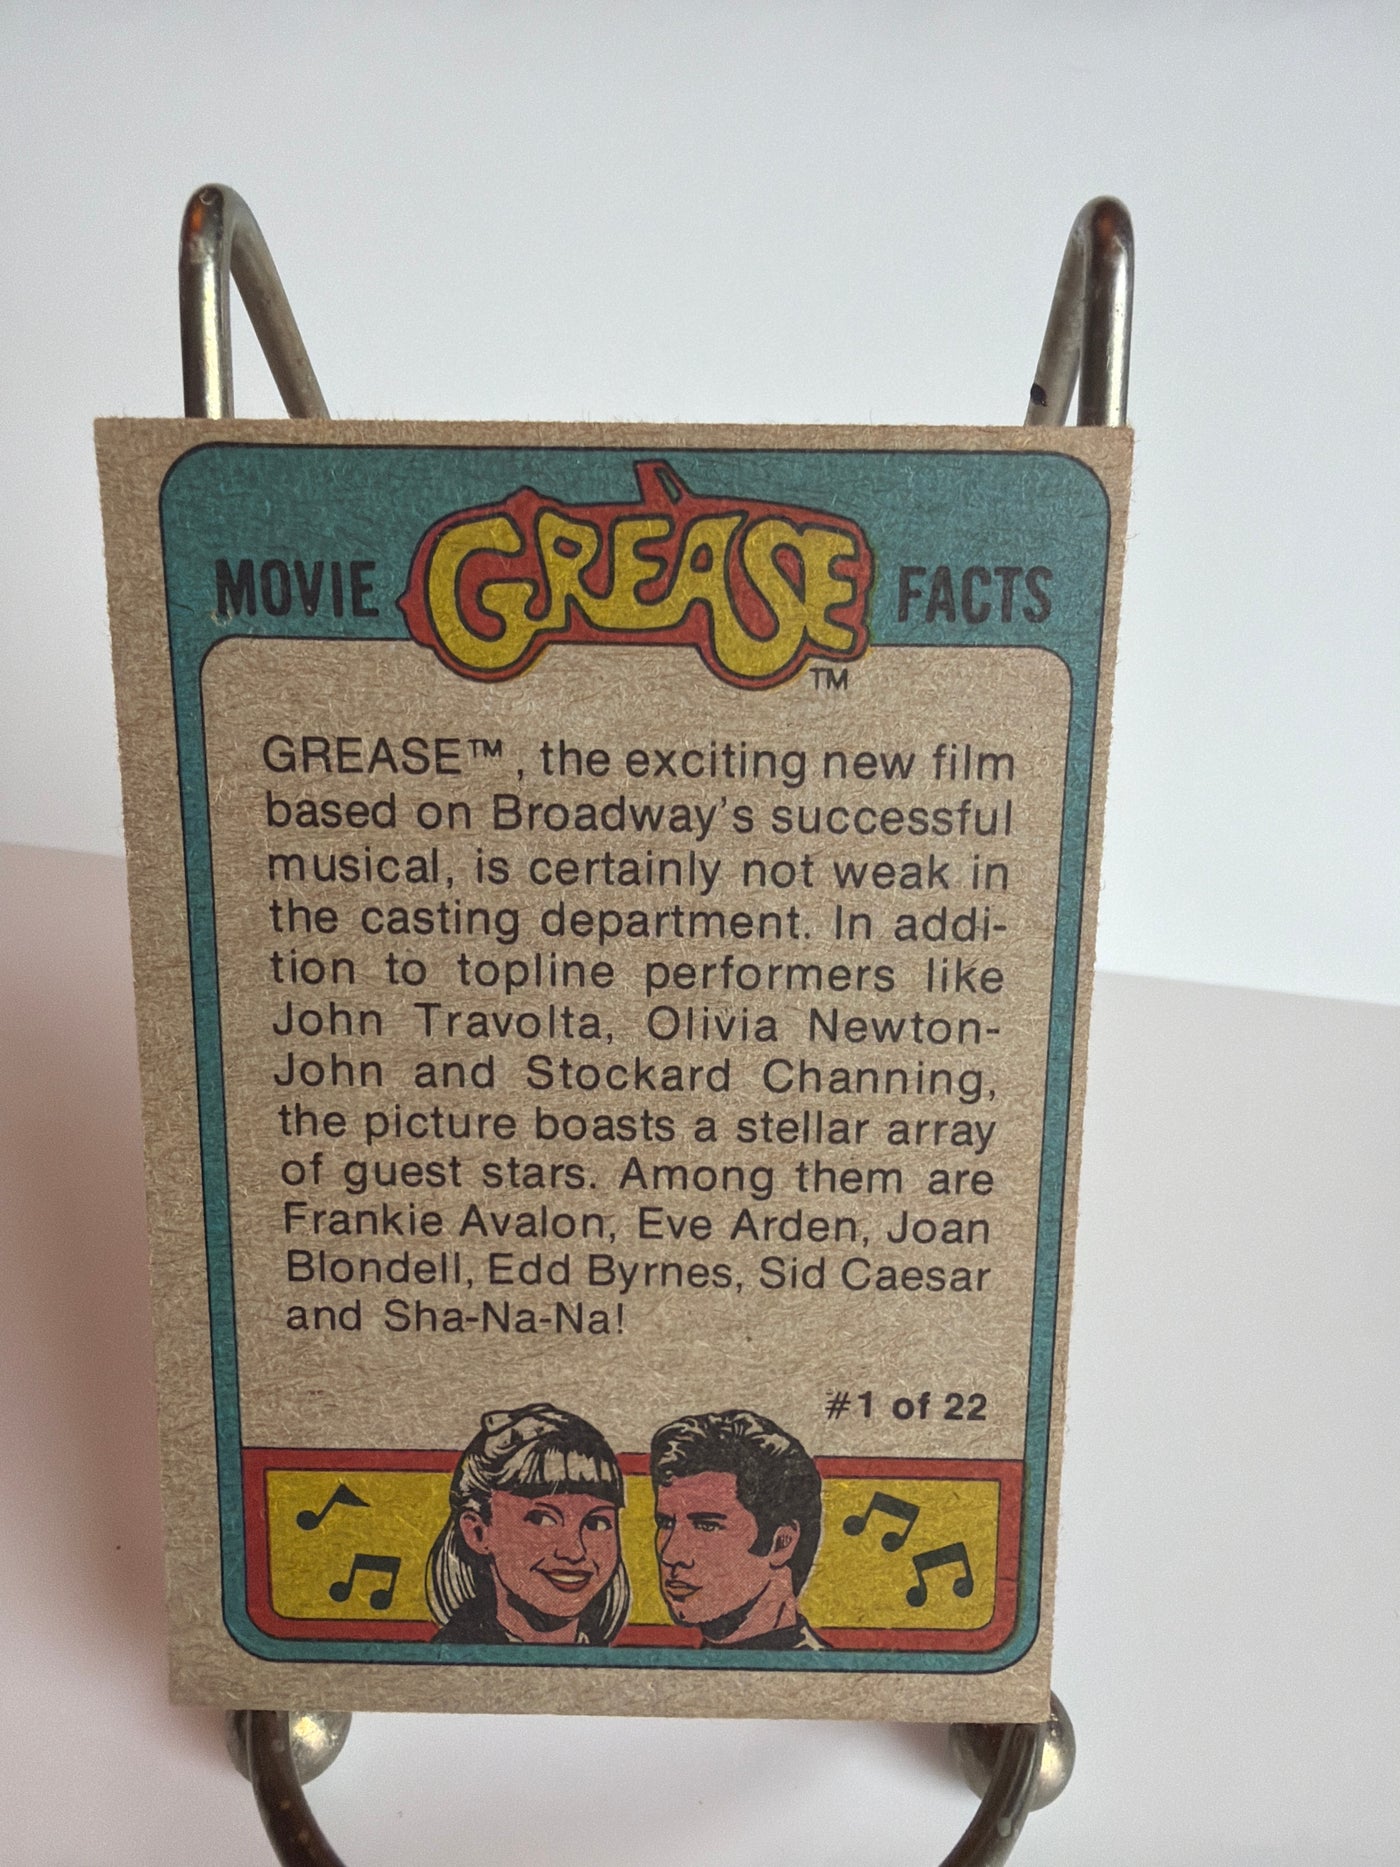 MOVIE GREASE FACTS
TM
GREASE™, the exciting new film
based on Broadway's successful
musical, is certainly not weak in
the casting department. In addi-
tion to topline performers like
John Travolta, Olivia Newton-
John and Stockard Channing,
the picture boasts a stellar array
of guest stars. Among them are
Frankie Avalon, Eve Arden, Joan
Blondell, Edd Byrnes, Sid Caesar
and Sha-Na-Na!
#1 of 22